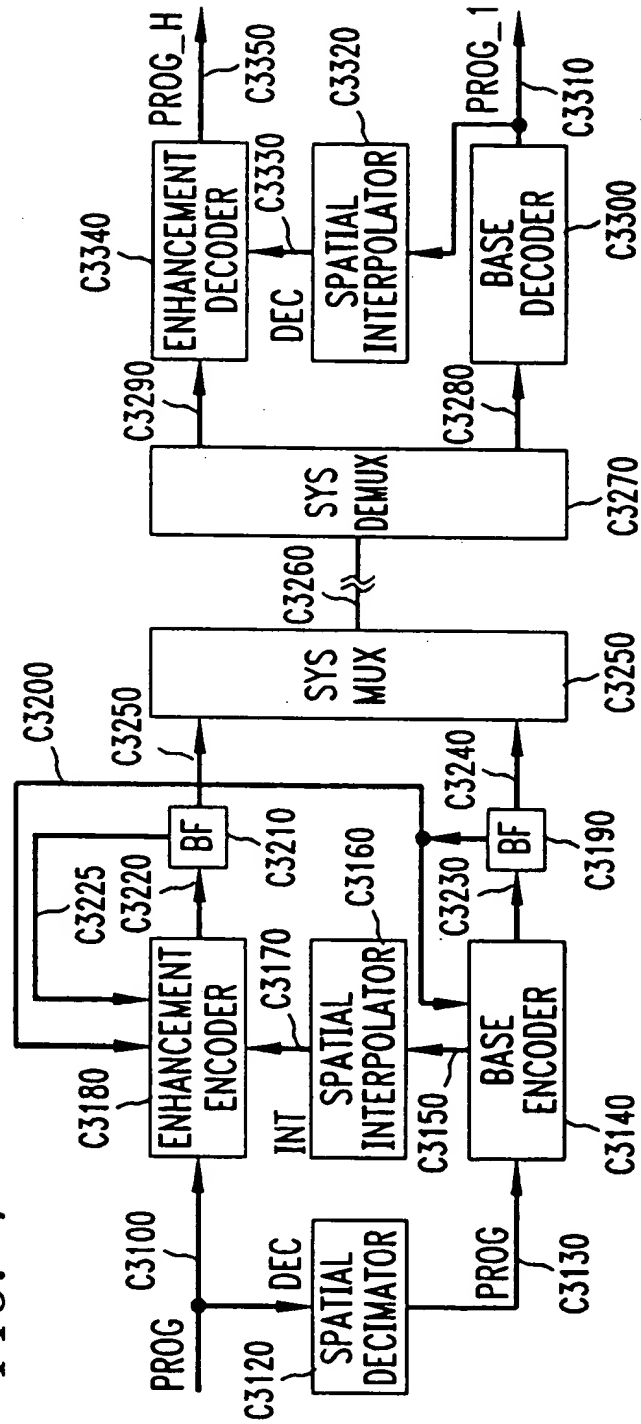 PROG
C3100
C3120
DEC
SPATIAL
DECIMATOR
PROG
C3130
C3180
ENHANCEMENT
ENCODER
INT
C3170
SPATIAL
INTERPOLATOR
C3160
C3150
BASE
ENCODER
C3140
C3200
C3225
C3220
BF
C3210
C3250
C3230
BF
C3190
C3240
SYS
MUX
C3250
C3260
SYS
DEMUX
C3270
C3290
C3280
C3340
ENHANCEMENT
DECODER
PROG_H
C3350
DEC
C3330
SPATIAL
INTERPOLATOR
C3320
BASE
DECODER
C3300
PROG_1
C3310